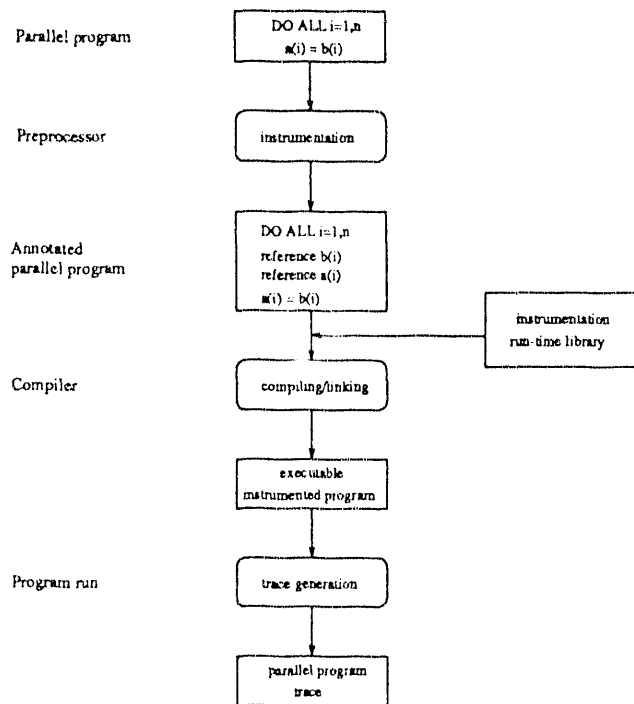 Parallel program
DO ALL i=1,n
a(i) = b(i)
Preprocessor
instrumentation
Annotated
parallel program
DO ALL i=1,n
reference b(i)
reference a(i)
a(i) = b(i)
instrumentation
run-time library
Compiler
compiling/linking
executable
instrumented program
Program run
trace generation
parallel program
trace